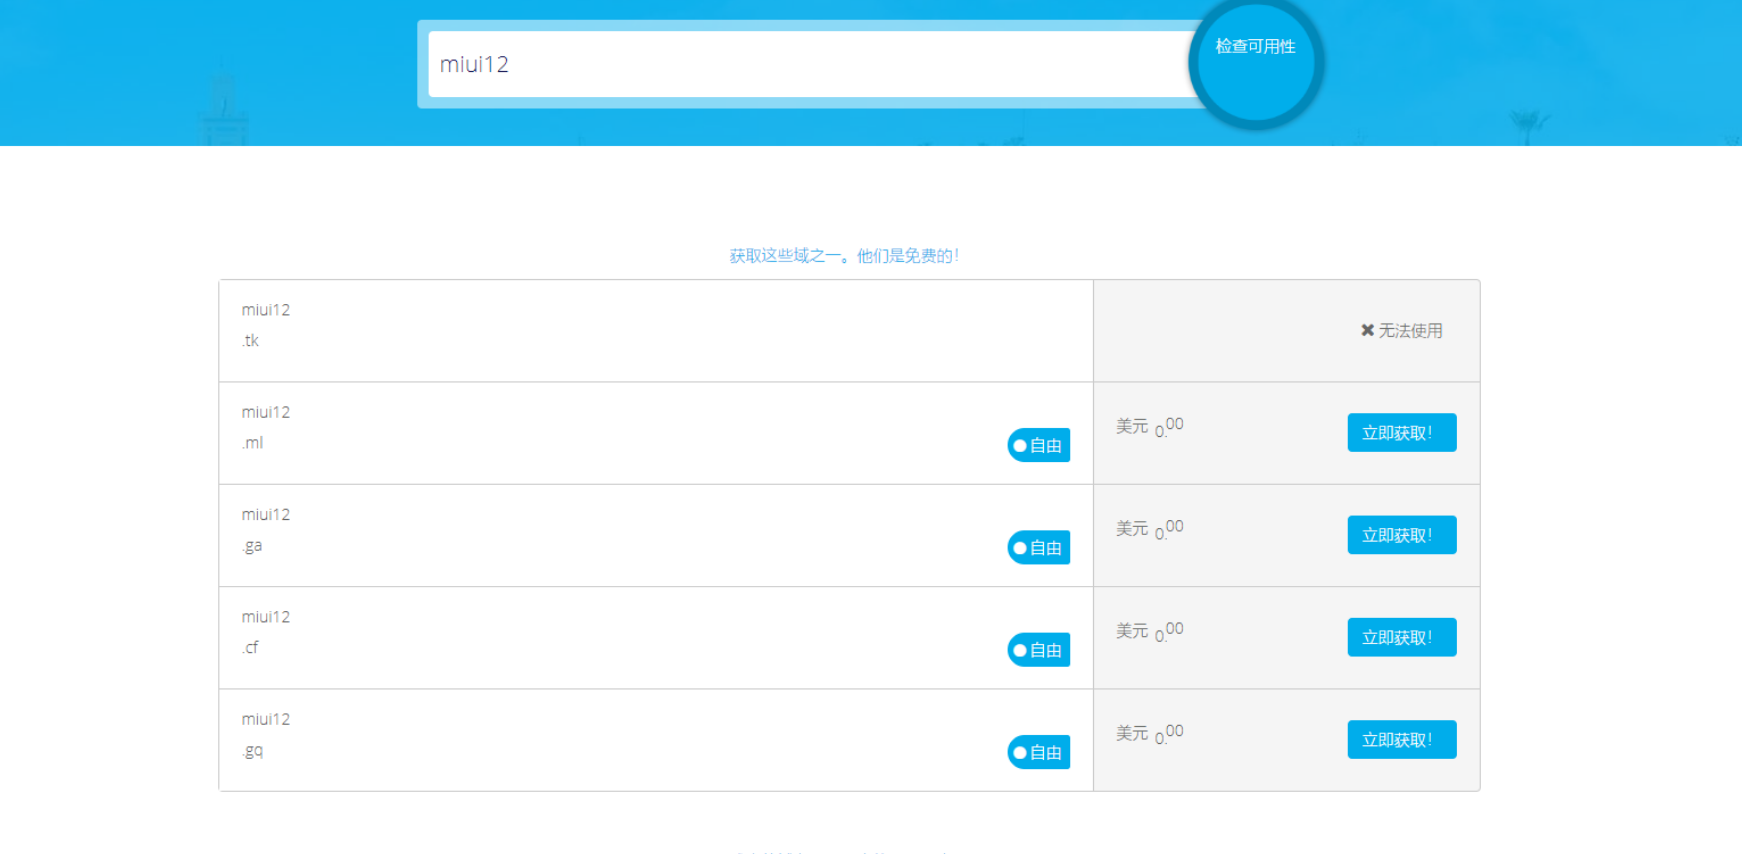 miui12
检查可用性
获取这些域之一。他们是免费的!
miui12
.tk
✖ 无法使用
miui12
.ml
自由
美元 0.00
立即获取!
miui12
.ga
自由
美元 0.00
立即获取!
miui12
.cf
自由
美元 0.00
立即获取!
miui12
.gq
自由
美元 0.00
立即获取!